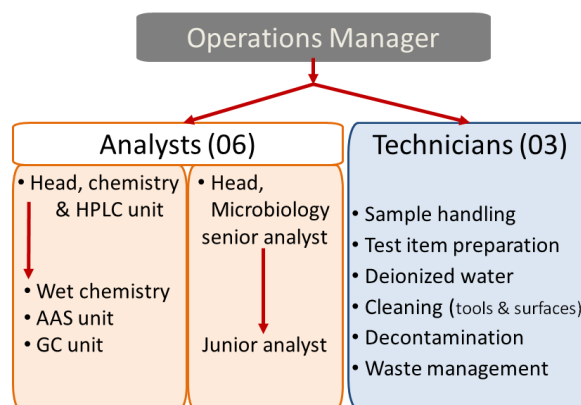 Operations Manager
Analysts (06)
• Head, chemistry
& HPLC unit
• Wet chemistry
• AAS unit
• GC unit
• Head,
Microbiology
senior analyst
Junior analyst
Technicians (03)
• Sample handling
• Test item preparation
• Deionized water
• Cleaning (tools & surfaces)
• Decontamination
• Waste management